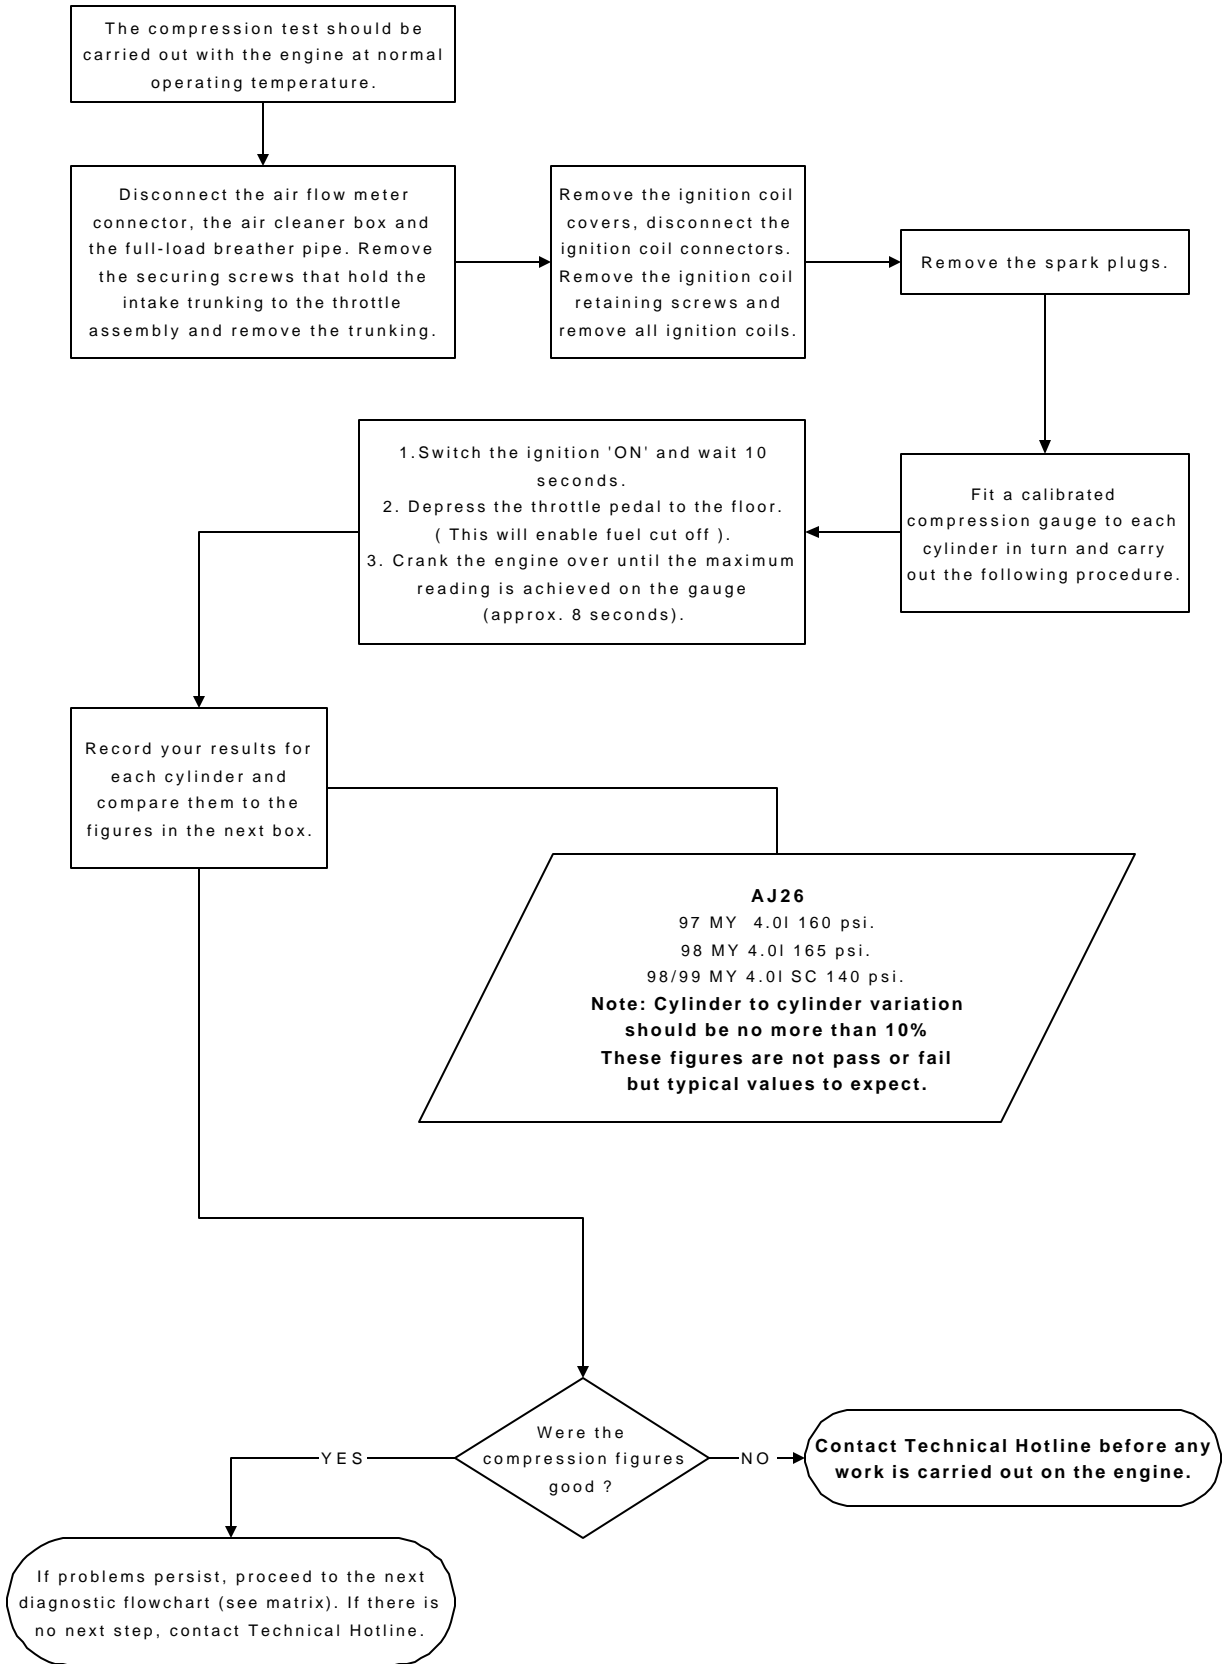 The compression test should be
carried out with the engine at normal
operating temperature.
Disconnect the air flow meter
connector, the air cleaner box and
the full-load breather pipe. Remove
the securing screws that hold the
intake trunking to the throttle
assembly and remove the trunking.
Remove the ignition coil
covers, disconnect the
ignition coil connectors.
Remove the ignition coil
retaining screws and
remove all ignition coils.
Remove the spark plugs.
Fit a calibrated
compression gauge to each
cylinder in turn and carry
out the following procedure.
1.Switch the ignition 'ON' and wait 10
seconds.
2. Depress the throttle pedal to the floor.
( This will enable fuel cut off ).
3. Crank the engine over until the maximum
reading is achieved on the gauge
(approx. 8 seconds).
Record your results for
each cylinder and
compare them to the
figures in the next box.
AJ26
97 MY  4.0l 160 psi.
98 MY 4.0l 165 psi.
98/99 MY 4.0l SC 140 psi.
Note: Cylinder to cylinder variation
should be no more than 10%
These figures are not pass or fail
but typical values to expect.
Were the
compression figures
good ?
YES
NO
Contact Technical Hotline before any
work is carried out on the engine.
If problems persist, proceed to the next
diagnostic flowchart (see matrix). If there is
no next step, contact Technical Hotline.